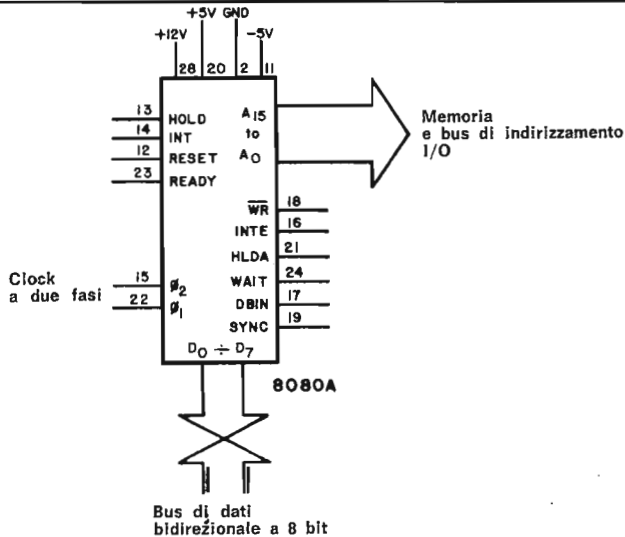 +12V +5V GND -5V
28 20 2 11
13 HOLD
14 INT
12 RESET
23 READY
A15
to
A0
Memoria
e bus di indirizzamento
I/O
W̅R̅ 18
INTE 16
HLDA 21
WAIT 24
DBIN 17
SYNC 19
Clock
a due fasi
15 ø2
22 ø1
D0 ÷ D7
8080A
Bus di dati
bidirezionale a 8 bit